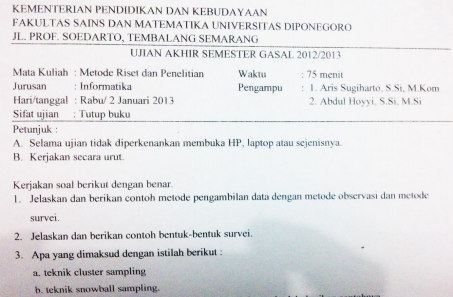 KEMENTERIAN PENDIDIKAN DAN KEBUDAYAAN
FAKULTAS SAINS DAN MATEMATIKA UNIVERSITAS DIPONEGORO
JL. PROF. SOEDARTO, TEMBALANG SEMARANG
UJIAN AKHIR SEMESTER GASAL 2012/2013
Mata Kuliah : Metode Riset dan Penelitian Waktu : 75 menit
Jurusan : Informatika Pengampu : 1. Aris Sugiharto, S.Si, M.Kom
Hari/tanggal : Rabu/ 2 Januari 2013 2. Abdul Hoyyi, S.Si, M.Si
Sifat ujian : Tutup buku
Petunjuk :
A. Selama ujian tidak diperkenankan membuka HP, laptop atau sejenisnya.
B. Kerjakan secara urut.
Kerjakan soal berikut dengan benar.
1. Jelaskan dan berikan contoh metode pengambilan data dengan metode observasi dan metode
survei.
2. Jelaskan dan berikan contoh bentuk-bentuk survei.
3. Apa yang dimaksud dengan istilah berikut :
a. teknik cluster sampling
b. teknik snowball sampling.